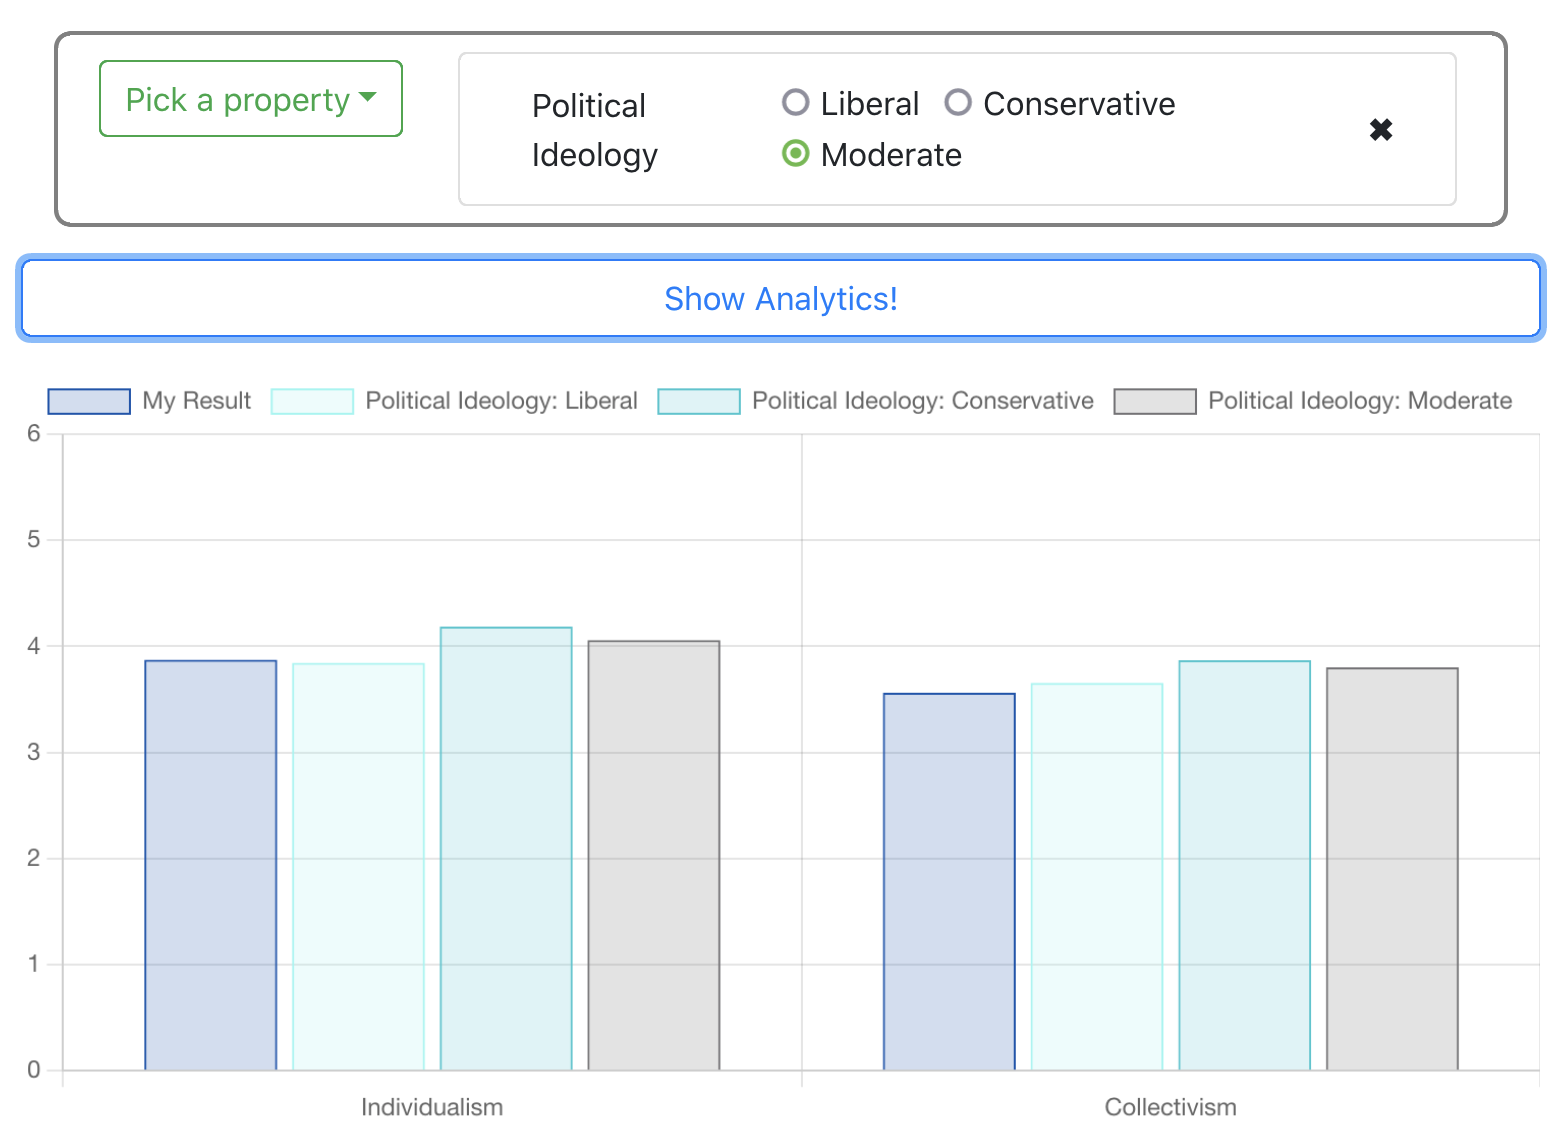 Pick a property
Political
Ideology
Liberal
Conservative
Moderate
✖
Show Analytics!
My Result
Political Ideology: Liberal
Political Ideology: Conservative
Political Ideology: Moderate
6
5
4
3
2
1
0
Individualism
Collectivism